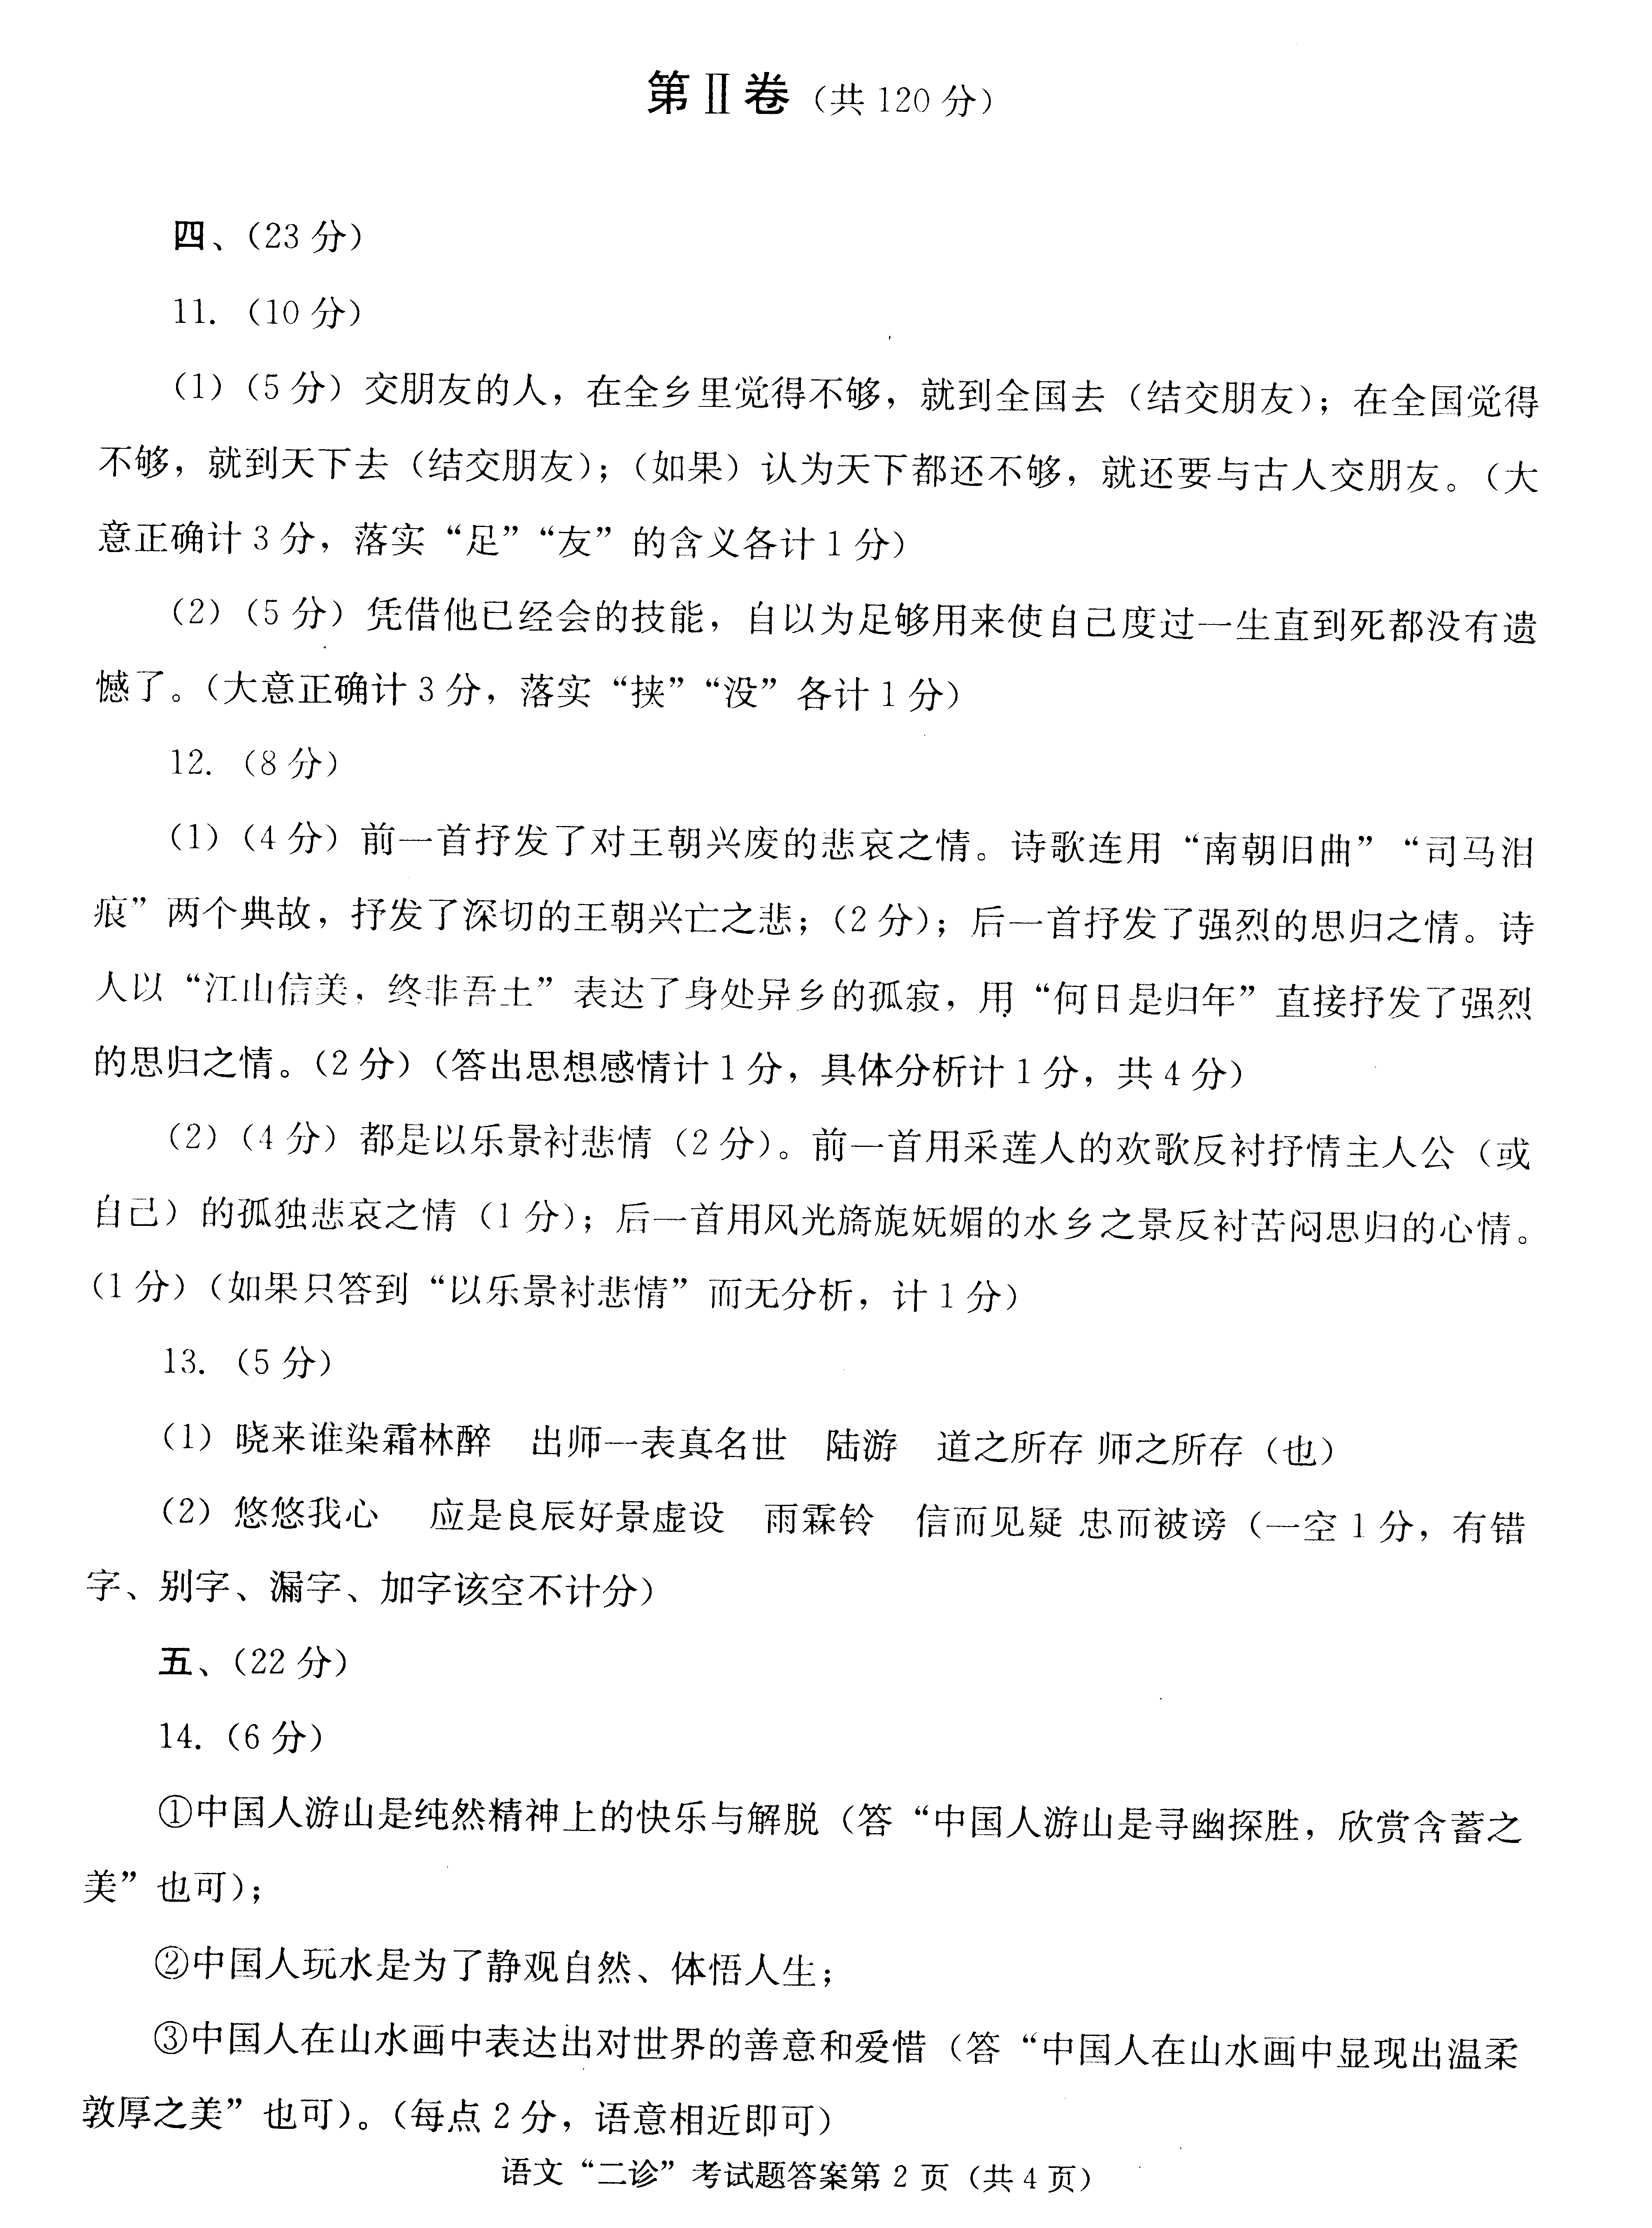 第Ⅱ卷（共 120 分）
四、（23 分）
11. （10 分）
（1）（5 分）交朋友的人，在全乡里觉得不够，就到全国去（结交朋友）；在全国觉得
不够，就到天下去（结交朋友）；（如果）认为天下都还不够，就还要与古人交朋友。（大
意正确计 3 分，落实“足”“友”的含义各计 1 分）
（2）（5 分）凭借他已经会的技能，自以为足够用来使自己度过一生直到死都没有遗
憾了。（大意正确计 3 分，落实“挟”“没”各计 1 分）
12. （8 分）
（1）（4 分）前一首抒发了对王朝兴废的悲哀之情。诗歌连用“南朝旧曲”“司马泪
痕”两个典故，抒发了深切的王朝兴亡之悲；（2 分）；后一首抒发了强烈的思归之情。诗
人以“江山信美，终非吾土”表达了身处异乡的孤寂，用“何日是归年”直接抒发了强烈
的思归之情。（2 分）（答出思想感情计 1 分，具体分析计 1 分，共 4 分）
（2）（4 分）都是以乐景衬悲情（2 分）。前一首用采莲人的欢歌反衬抒情主人公（或
自己）的孤独悲哀之情（1 分）；后一首用风光旖旎妩媚的水乡之景反衬苦闷思归的心情。
（1 分）（如果只答到“以乐景衬悲情”而无分析，计 1 分）
13. （5 分）
（1）晓来谁染霜林醉　出师一表真名世　陆游　道之所存 师之所存（也）
（2）悠悠我心　应是良辰好景虚设　雨霖铃　信而见疑 忠而被谤（一空 1 分，有错
字、别字、漏字、加字该空不计分）
五、（22 分）
14.（6 分）
①中国人游山是纯然精神上的快乐与解脱（答“中国人游山是寻幽探胜，欣赏含蓄之
美”也可）；
②中国人玩水是为了静观自然、体悟人生；
③中国人在山水画中表达出对世界的善意和爱惜（答“中国人在山水画中显现出温柔
敦厚之美”也可）。（每点 2 分，语意相近即可）
语文“二诊”考试题答案第 2 页（共 4 页）